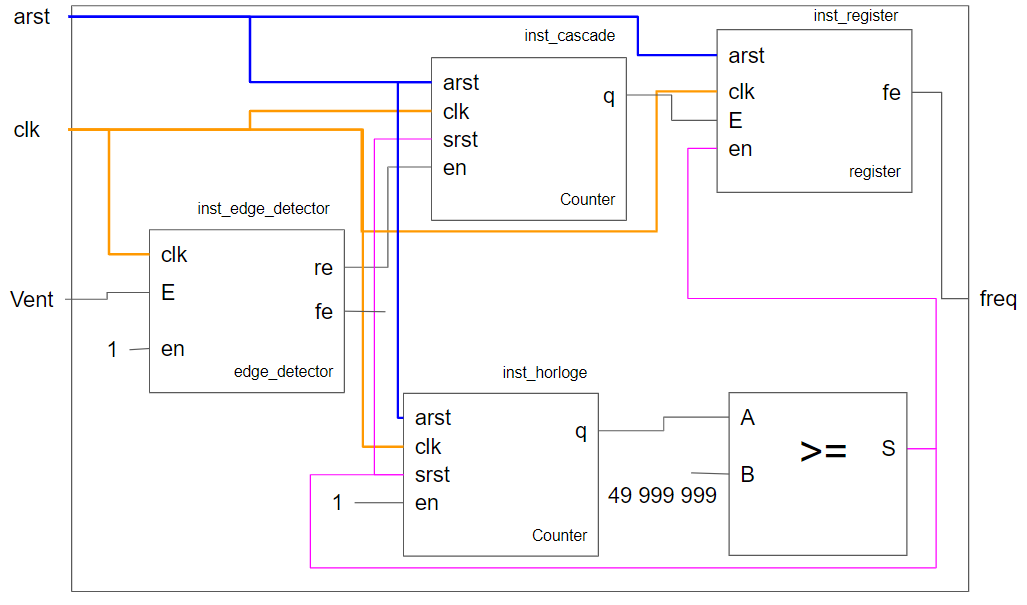 arst
inst_register
inst_cascade
arst
arst
clk
q
clk
fe
clk
E
clk
srst
en
en
register
Counter
inst_edge_detector
clk
re
E
Vent
freq
fe
1
en
edge_detector
inst_horloge
arst
q
A
clk
>=
S
srst
B
1
en
49 999 999
Counter